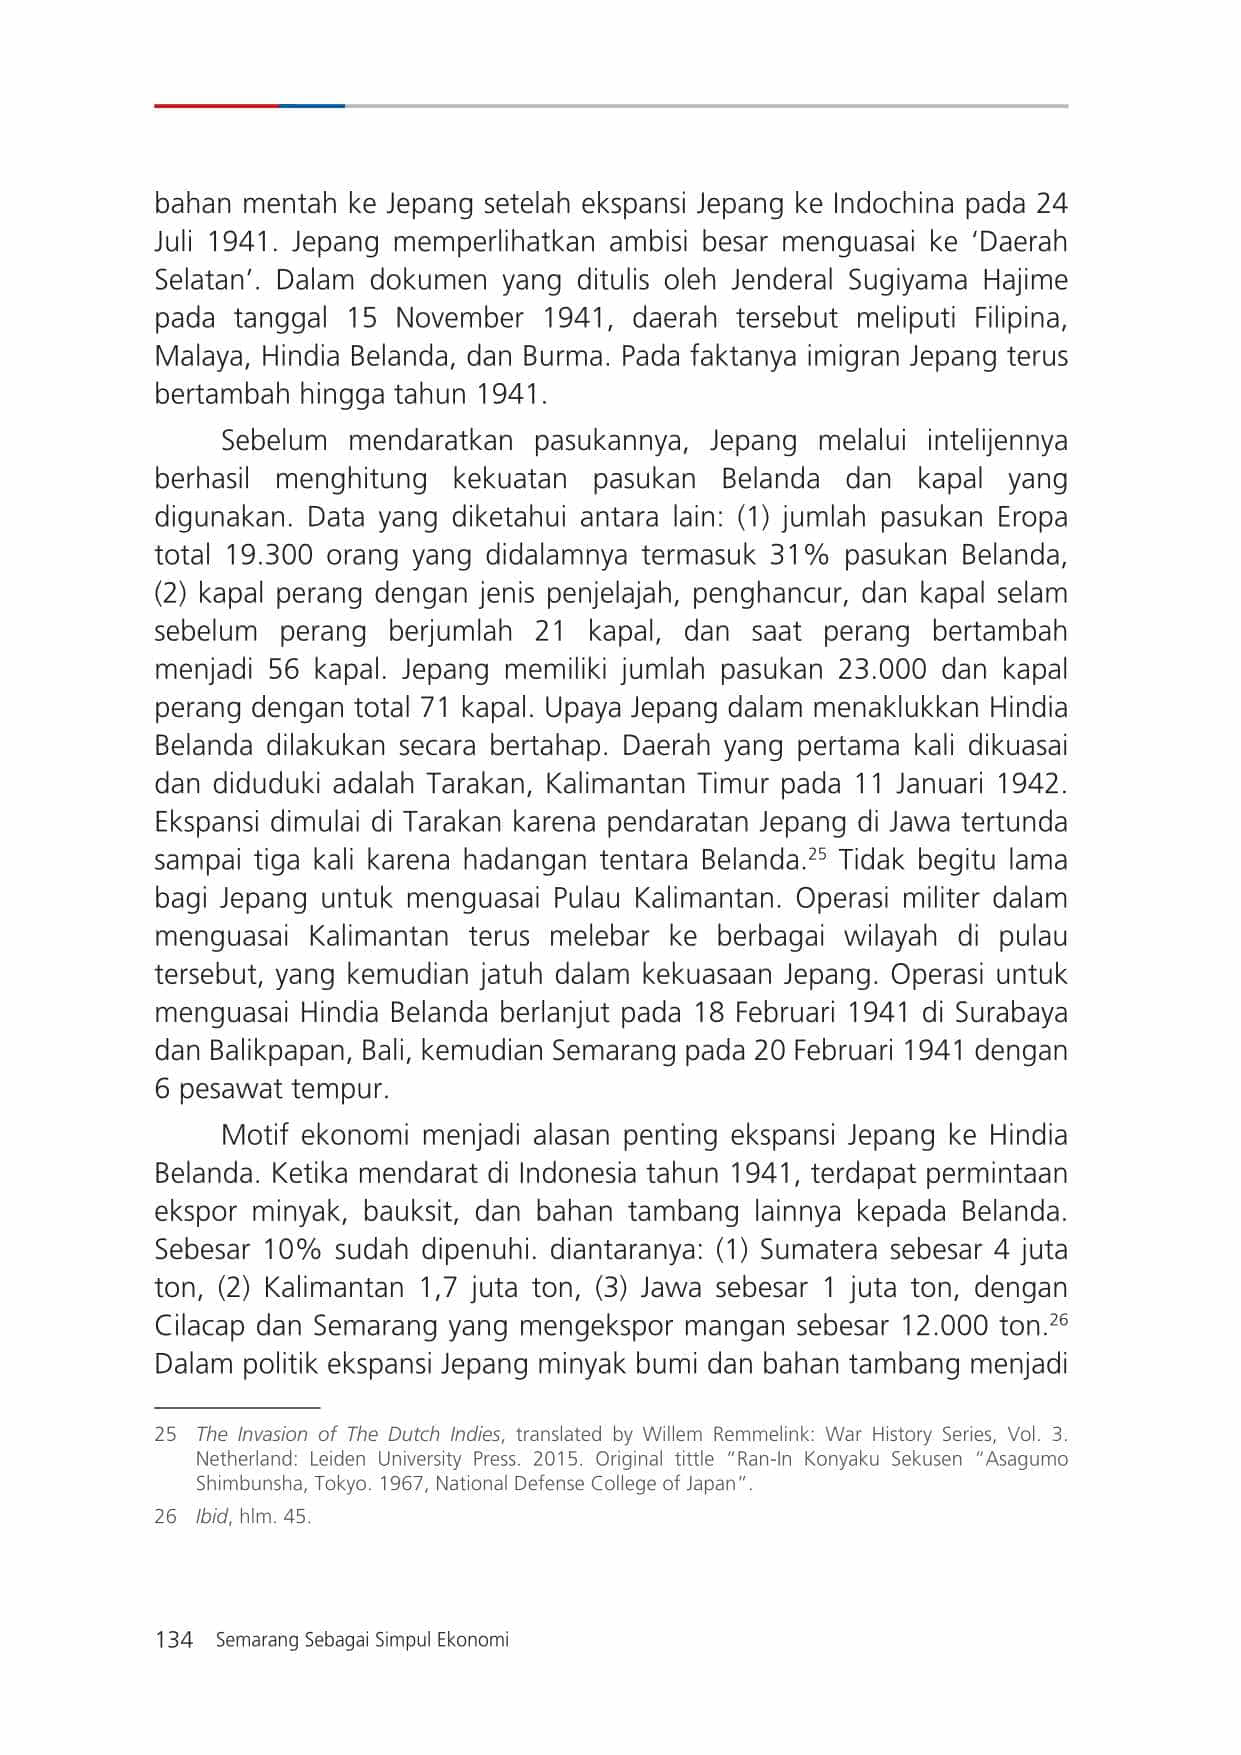 bahan mentah ke Jepang setelah ekspansi Jepang ke Indochina pada 24
Juli 1941. Jepang memperlihatkan ambisi besar menguasai ke ‘Daerah
Selatan’. Dalam dokumen yang ditulis oleh Jenderal Sugiyama Hajime
pada tanggal 15 November 1941, daerah tersebut meliputi Filipina,
Malaya, Hindia Belanda, dan Burma. Pada faktanya imigran Jepang terus
bertambah hingga tahun 1941.
Sebelum mendaratkan pasukannya, Jepang melalui intelijennya
berhasil menghitung kekuatan pasukan Belanda dan kapal yang
digunakan. Data yang diketahui antara lain: (1) jumlah pasukan Eropa
total 19.300 orang yang didalamnya termasuk 31% pasukan Belanda,
(2) kapal perang dengan jenis penjelajah, penghancur, dan kapal selam
sebelum perang berjumlah 21 kapal, dan saat perang bertambah
menjadi 56 kapal. Jepang memiliki jumlah pasukan 23.000 dan kapal
perang dengan total 71 kapal. Upaya Jepang dalam menaklukkan Hindia
Belanda dilakukan secara bertahap. Daerah yang pertama kali dikuasai
dan diduduki adalah Tarakan, Kalimantan Timur pada 11 Januari 1942.
Ekspansi dimulai di Tarakan karena pendaratan Jepang di Jawa tertunda
sampai tiga kali karena hadangan tentara Belanda.25 Tidak begitu lama
bagi Jepang untuk menguasai Pulau Kalimantan. Operasi militer dalam
menguasai Kalimantan terus melebar ke berbagai wilayah di pulau
tersebut, yang kemudian jatuh dalam kekuasaan Jepang. Operasi untuk
menguasai Hindia Belanda berlanjut pada 18 Februari 1941 di Surabaya
dan Balikpapan, Bali, kemudian Semarang pada 20 Februari 1941 dengan
6 pesawat tempur.
Motif ekonomi menjadi alasan penting ekspansi Jepang ke Hindia
Belanda. Ketika mendarat di Indonesia tahun 1941, terdapat permintaan
ekspor minyak, bauksit, dan bahan tambang lainnya kepada Belanda.
Sebesar 10% sudah dipenuhi. diantaranya: (1) Sumatera sebesar 4 juta
ton, (2) Kalimantan 1,7 juta ton, (3) Jawa sebesar 1 juta ton, dengan
Cilacap dan Semarang yang mengekspor mangan sebesar 12.000 ton.26
Dalam politik ekspansi Jepang minyak bumi dan bahan tambang menjadi
25 The Invasion of The Dutch Indies, translated by Willem Remmelink: War History Series, Vol. 3.
Netherland: Leiden University Press. 2015. Original tittle ”Ran-In Konyaku Sekusen “Asagumo
Shimbunsha, Tokyo. 1967, National Defense College of Japan”.
26 Ibid, hlm. 45.
134 Semarang Sebagai Simpul Ekonomi